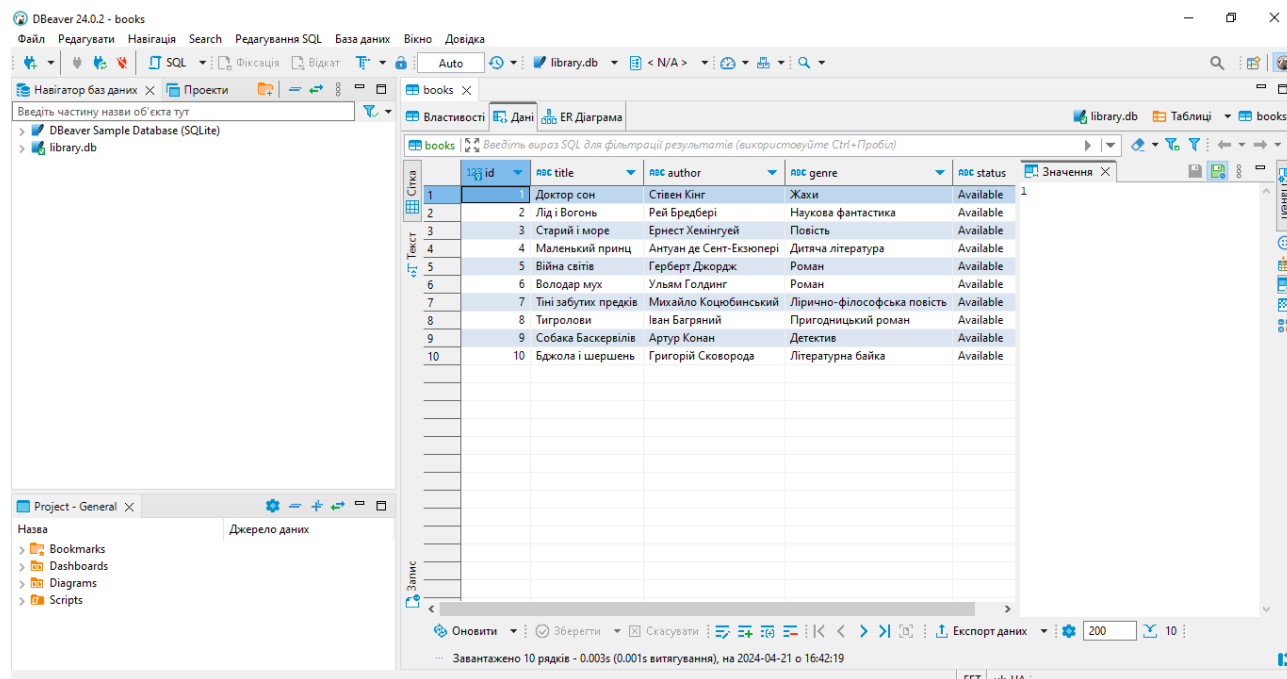 DBeaver 24.0.2 - books
Файл Редагувати Навігація Search Редагування SQL База даних Вікно Довідка
SQL Фіксація Відкат Auto library.db < N/A >
Навігатор баз даних Проекти
Введіть частину назви об'єкта тут
DBeaver Sample Database (SQLite)
library.db
Project - General
Назва Джерело даних
Bookmarks
Dashboards
Diagrams
Scripts
books
Властивості Дані ER Діаграма library.db Таблиці books
books Введіть вираз SQL для фільтрації результатів (використовуйте Ctrl+Пробіл)
Сітка
Текст
Запис
123 id ABC title ABC author ABC genre ABC status
1 1 Доктор сон Стівен Кінг Жахи Available
2 2 Лід і Вогонь Рей Бредбері Наукова фантастика Available
3 3 Старий і море Ернест Хемінгуей Повість Available
4 4 Маленький принц Антуан де Сент-Екзюпері Дитяча література Available
5 5 Війна світів Герберт Джордж Роман Available
6 6 Володар мух Ульям Голдинг Роман Available
7 7 Тіні забутих предків Михайло Коцюбинський Лірично-філософська повість Available
8 8 Тигролови Іван Багряний Пригодницький роман Available
9 9 Собака Баскервілів Артур Конан Детектив Available
10 10 Бджола і шершень Григорій Сковорода Літературна байка Available
Значення
1
Оновити Зберегти Скасувати Експорт даних 200 10
Завантажено 10 рядків - 0.003s (0.001s витягування), на 2024-04-21 о 16:42:19